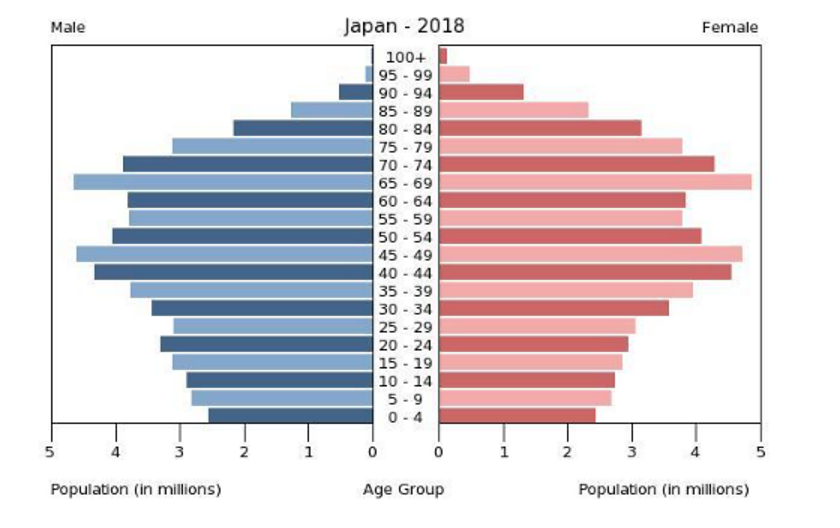 Male Japan - 2018 Female
100+
95 - 99
90 - 94
85 - 89
80 - 84
75 - 79
70 - 74
65 - 69
60 - 64
55 - 59
50 - 54
45 - 49
40 - 44
35 - 39
30 - 34
25 - 29
20 - 24
15 - 19
10 - 14
5 - 9
0 - 4
5 4 3 2 1 0 0 1 2 3 4 5
Population (in millions) Age Group Population (in millions)